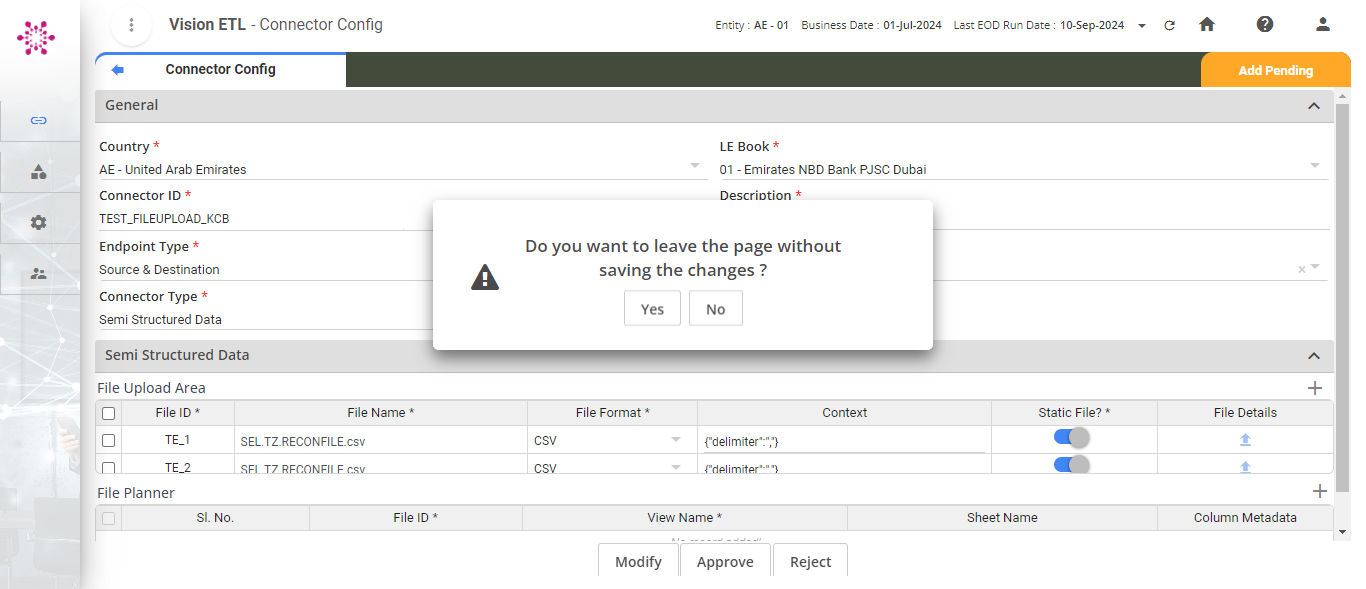 Vision ETL - Connector Config
Entity : AE - 01 Business Date : 01-Jul-2024 Last EOD Run Date : 10-Sep-2024
Connector Config
Add Pending
General
Country *
AE - United Arab Emirates
LE Book *
01 - Emirates NBD Bank PJSC Dubai
Connector ID *
TEST_FILEUPLOAD_KCB
Description *
Endpoint Type *
Source & Destination
Connector Type *
Semi Structured Data
Do you want to leave the page without
saving the changes ?
Yes No
Semi Structured Data
File Upload Area
File ID * File Name * File Format * Context Static File? * File Details
TE_1 SEL.TZ.RECONFILE.csv CSV {"delimiter":","}
TE_2 SEL.TZ.RECONFILE.csv CSV {"delimiter":","}
File Planner
Sl. No. File ID * View Name * Sheet Name Column Metadata
No record added!
Modify Approve Reject